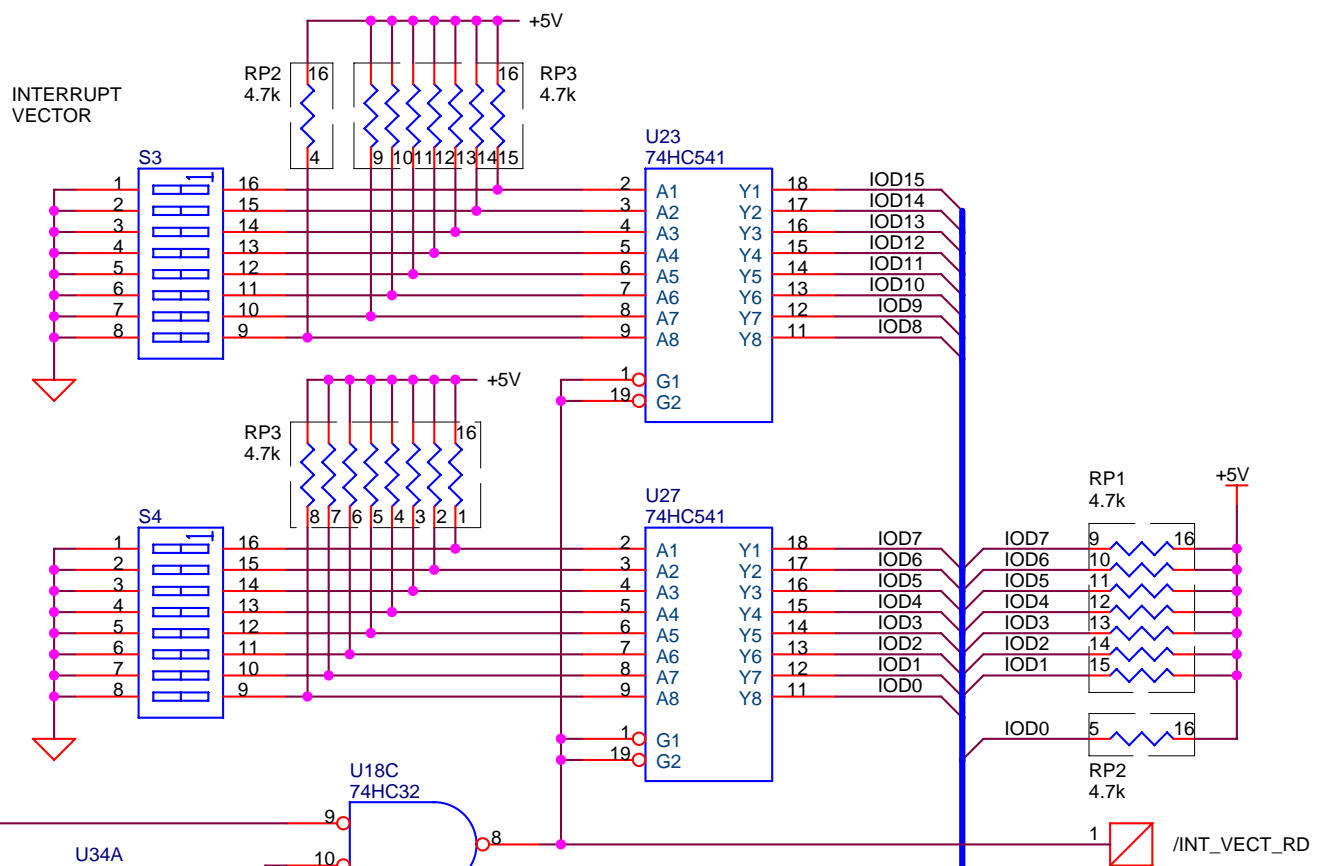 +5V
RP2
4.7k
16
16
RP3
4.7k
INTERRUPT
VECTOR
4
9 10 11 12 13 14 15
U23
74HC541
S3
1 16 2 A1 Y1 18 IOD15
2 15 3 A2 Y2 17 IOD14
3 14 4 A3 Y3 16 IOD13
4 13 5 A4 Y4 15 IOD12
5 12 6 A5 Y5 14 IOD11
6 11 7 A6 Y6 13 IOD10
7 10 8 A7 Y7 12 IOD9
8 9 9 A8 Y8 11 IOD8
+5V
1 G1
19 G2
RP3
4.7k
16
8 7 6 5 4 3 2 1
U27
74HC541
RP1
4.7k
+5V
S4
1 16 2 A1 Y1 18 IOD7 IOD7 9 16
2 15 3 A2 Y2 17 IOD6 IOD6 10
3 14 4 A3 Y3 16 IOD5 IOD5 11
4 13 5 A4 Y4 15 IOD4 IOD4 12
5 12 6 A5 Y5 14 IOD3 IOD3 13
6 11 7 A6 Y6 13 IOD2 IOD2 14
7 10 8 A7 Y7 12 IOD1 IOD1 15
8 9 9 A8 Y8 11 IOD0
1 G1
19 G2
IOD0 5 16
RP2
4.7k
U18C
74HC32
9
8
10
U34A
1 /INT_VECT_RD